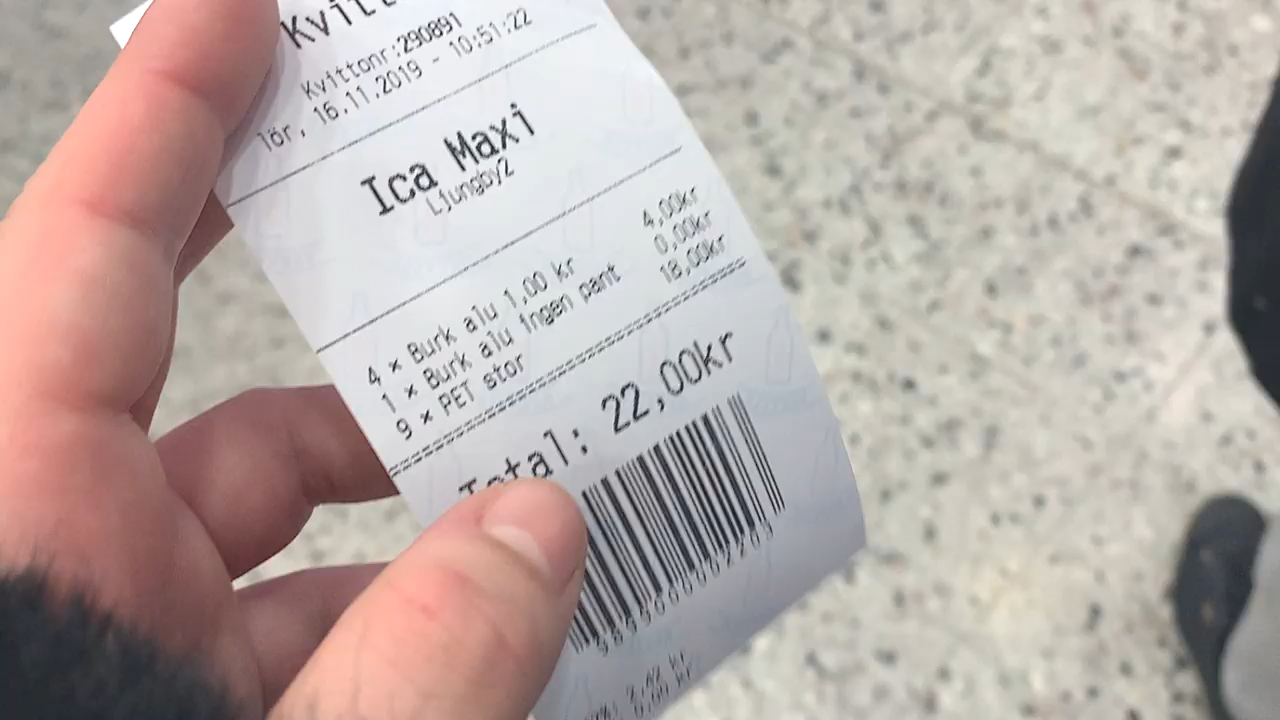 Kvitt
Kvittonr:290891
lör, 16.11.2019 - 10:51:22
Ica Maxi
Ljungby2
4 × Burk alu 1,00 kr 4,00kr
1 × Burk alu ingen pant 0,00kr
9 × PET stor 18,00kr
Total: 22,00kr